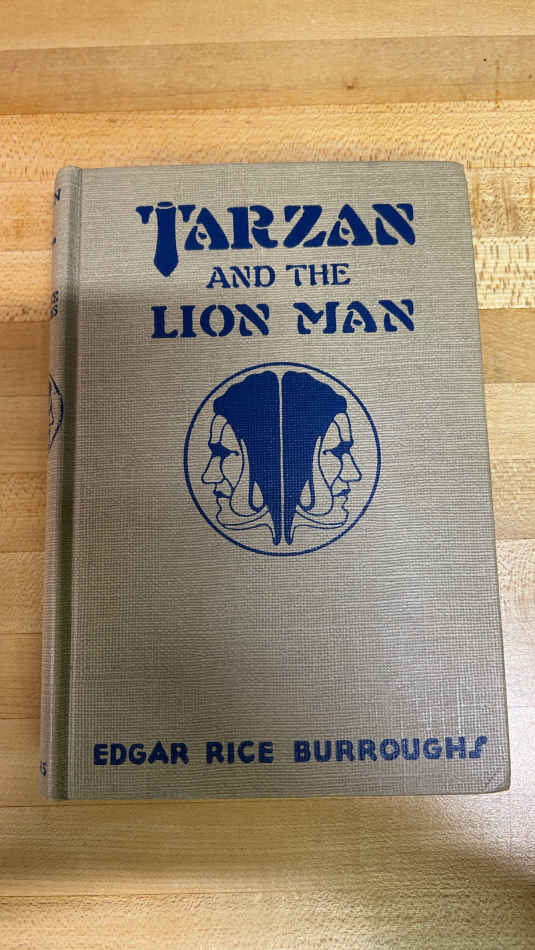 TARZAN
AND THE
LION MAN
EDGAR RICE BURROUGHS